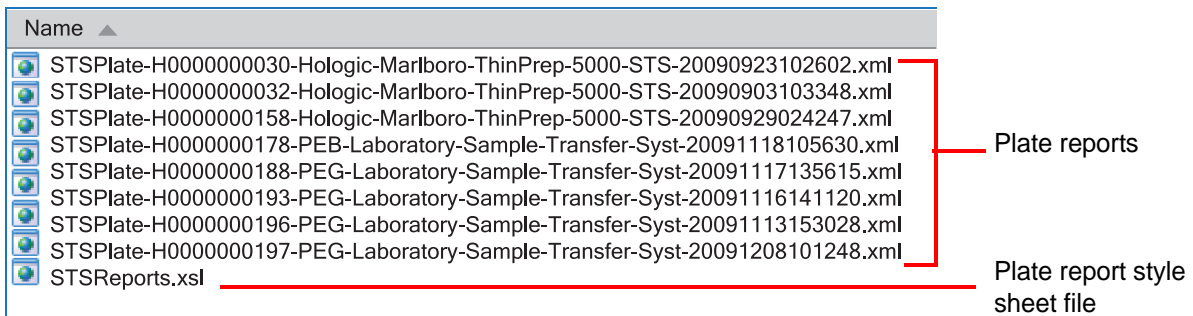 Name
STSPlate-H0000000030-Hologic-Marlboro-ThinPrep-5000-STS-20090923102602.xml
STSPlate-H0000000032-Hologic-Marlboro-ThinPrep-5000-STS-20090903103348.xml
STSPlate-H0000000158-Hologic-Marlboro-ThinPrep-5000-STS-20090929024247.xml
STSPlate-H0000000178-PEB-Laboratory-Sample-Transfer-Syst-20091118105630.xml
STSPlate-H0000000188-PEG-Laboratory-Sample-Transfer-Syst-20091117135615.xml
STSPlate-H0000000193-PEG-Laboratory-Sample-Transfer-Syst-20091116141120.xml
STSPlate-H0000000196-PEG-Laboratory-Sample-Transfer-Syst-20091113153028.xml
STSPlate-H0000000197-PEG-Laboratory-Sample-Transfer-Syst-20091208101248.xml
STSReports.xsl
Plate reports
Plate report style
sheet file